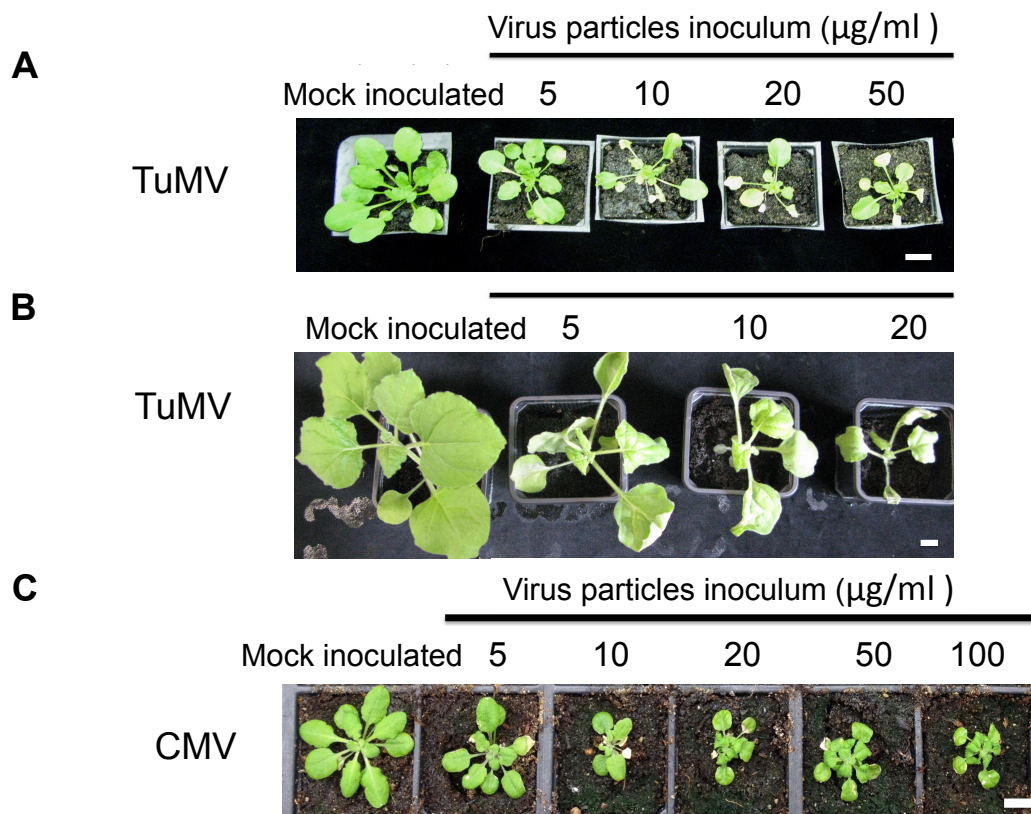 Virus particles inoculum (µg/ml )
A
Mock inoculated 5 10 20 50
TuMV
B
Mock inoculated 5 10 20
TuMV
C
Virus particles inoculum (µg/ml )
Mock inoculated 5 10 20 50 100
CMV